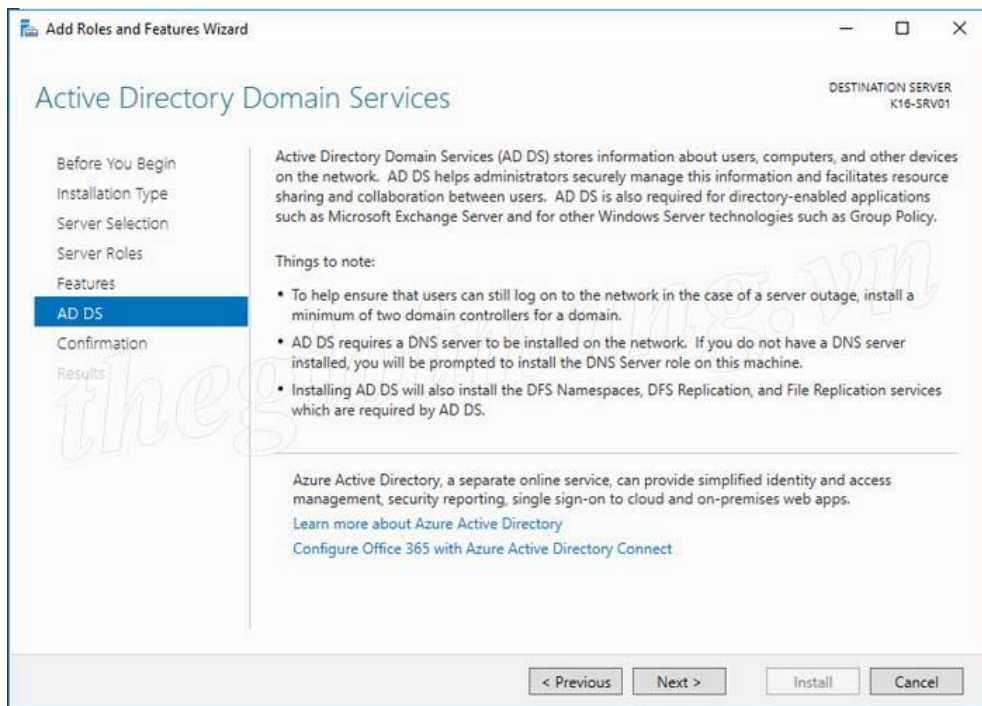 Add Roles and Features Wizard
Active Directory Domain Services
DESTINATION SERVER
K16-SRV01
Before You Begin
Installation Type
Server Selection
Server Roles
Features
AD DS
Confirmation
Results
Active Directory Domain Services (AD DS) stores information about users, computers, and other devices
on the network. AD DS helps administrators securely manage this information and facilitates resource
sharing and collaboration between users. AD DS is also required for directory-enabled applications
such as Microsoft Exchange Server and for other Windows Server technologies such as Group Policy.
Things to note:
• To help ensure that users can still log on to the network in the case of a server outage, install a
minimum of two domain controllers for a domain.
• AD DS requires a DNS server to be installed on the network. If you do not have a DNS server
installed, you will be prompted to install the DNS Server role on this machine.
• Installing AD DS will also install the DFS Namespaces, DFS Replication, and File Replication services
which are required by AD DS.
Azure Active Directory, a separate online service, can provide simplified identity and access
management, security reporting, single sign-on to cloud and on-premises web apps.
Learn more about Azure Active Directory
Configure Office 365 with Azure Active Directory Connect
< Previous
Next >
Install
Cancel